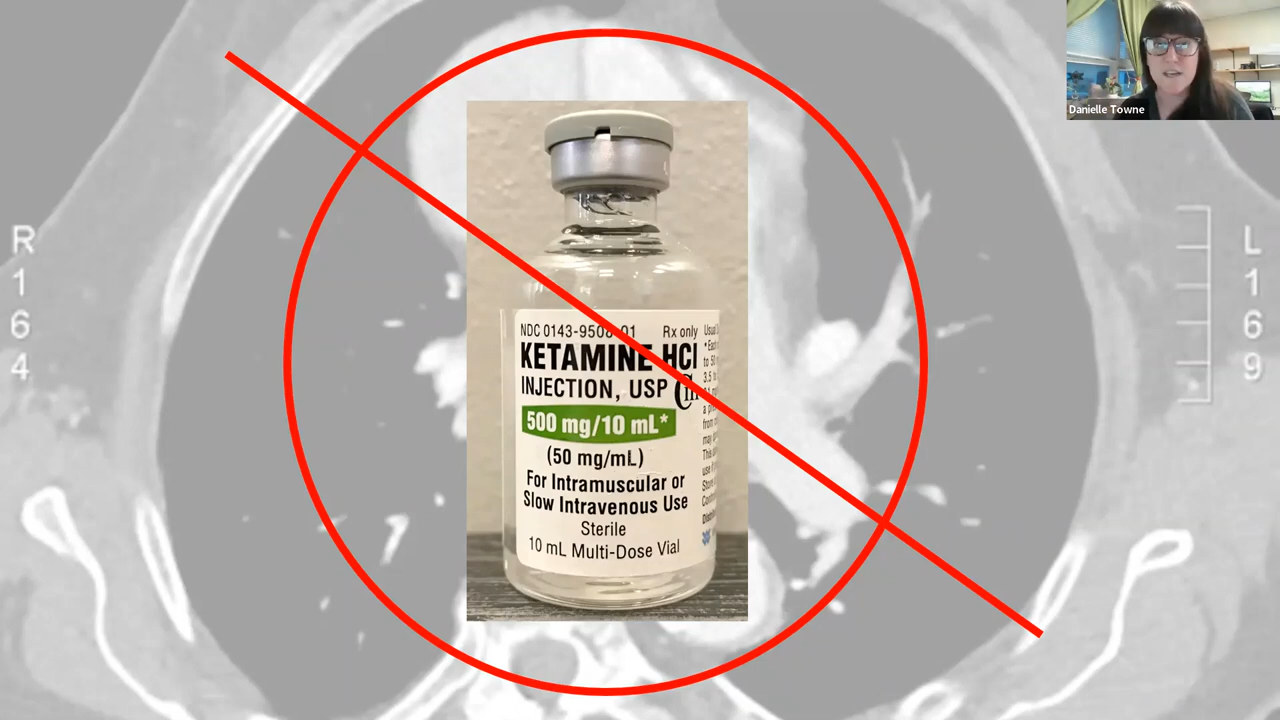 Danielle Towne
R
1
6
4
L
1
6
9
NDC 0143-9508-01 Rx only
KETAMINE HCl
INJECTION, USP CIII
500 mg/10 mL*
(50 mg/mL)
For Intramuscular or
Slow Intravenous Use
Sterile
10 mL Multi-Dose Vial